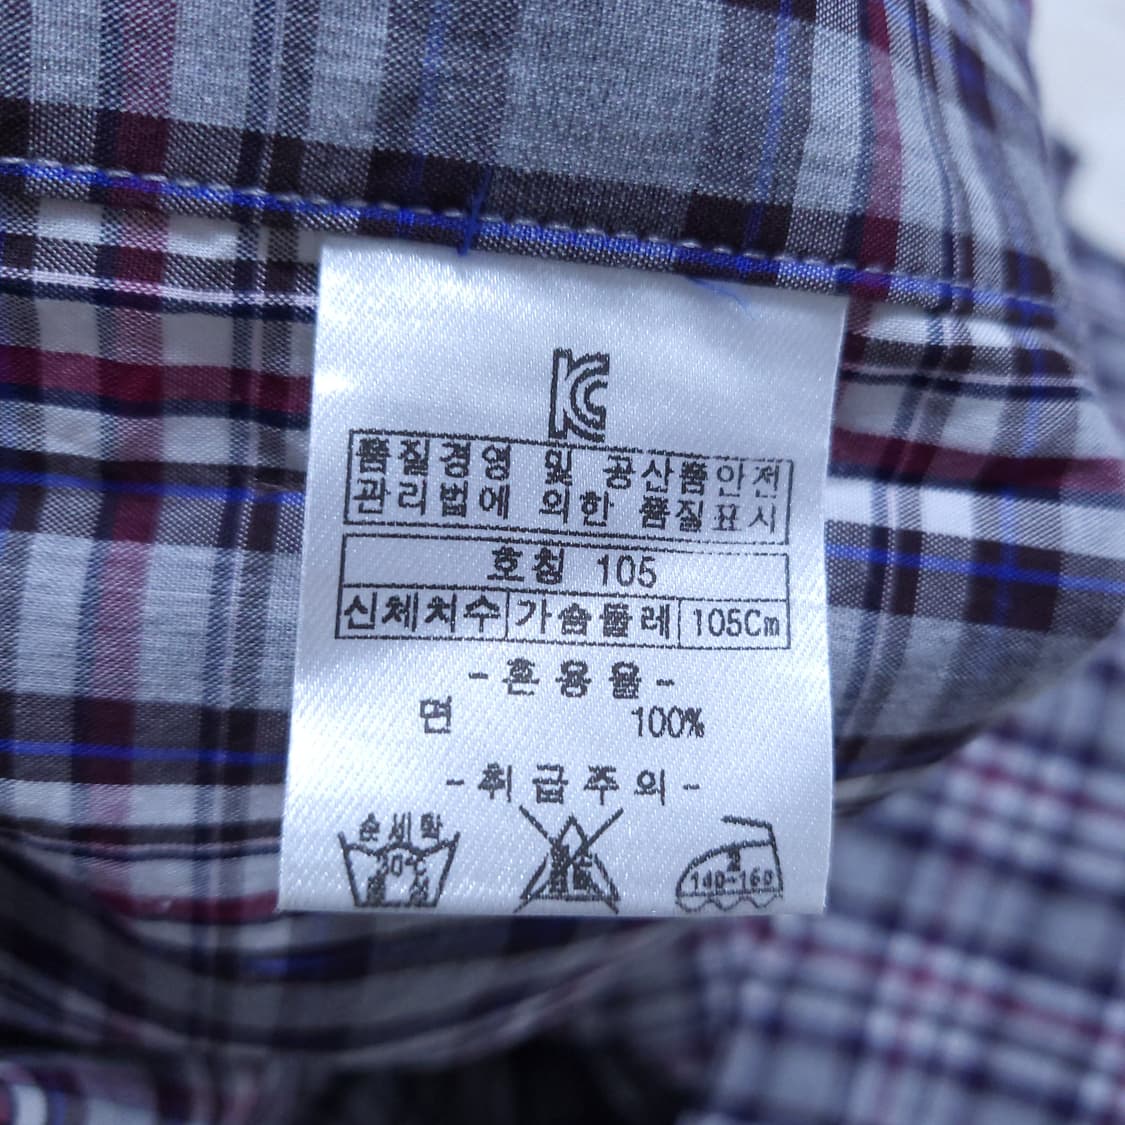 KC
품질경영 및 공산품안전
관리법에 의한 품질표시
호칭 105
신체치수 가슴둘레 105Cm
-혼용율-
면 100%
-취급주의-
손세탁
30℃
140~160